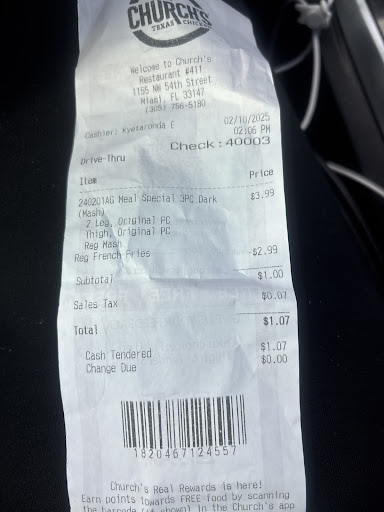 CHURCH'S
TEXAS CHICKEN
Welcome to Church's
Restaurant #411
1155 NW 54th Street
Miami, FL 33147
(305) 756-5180
Cashier: Kyetaronda E
02/10/2025
02:06 PM
Drive-Thru
Check: 40003
Item Price
240201AG Meal Special 3PC Dark $3.99
(Mash)
2 Leg, Original PC
Thigh, Original PC
Reg Mash
Reg French Fries -$2.99
Subtotal $1.00
Sales Tax $0.07
Total $1.07
Cash Tendered $1.07
Change Due $0.00
1820467124557
Church's Real Rewards is here!
Earn points towards FREE food by scanning
the barcode (if shown) in the Church's app